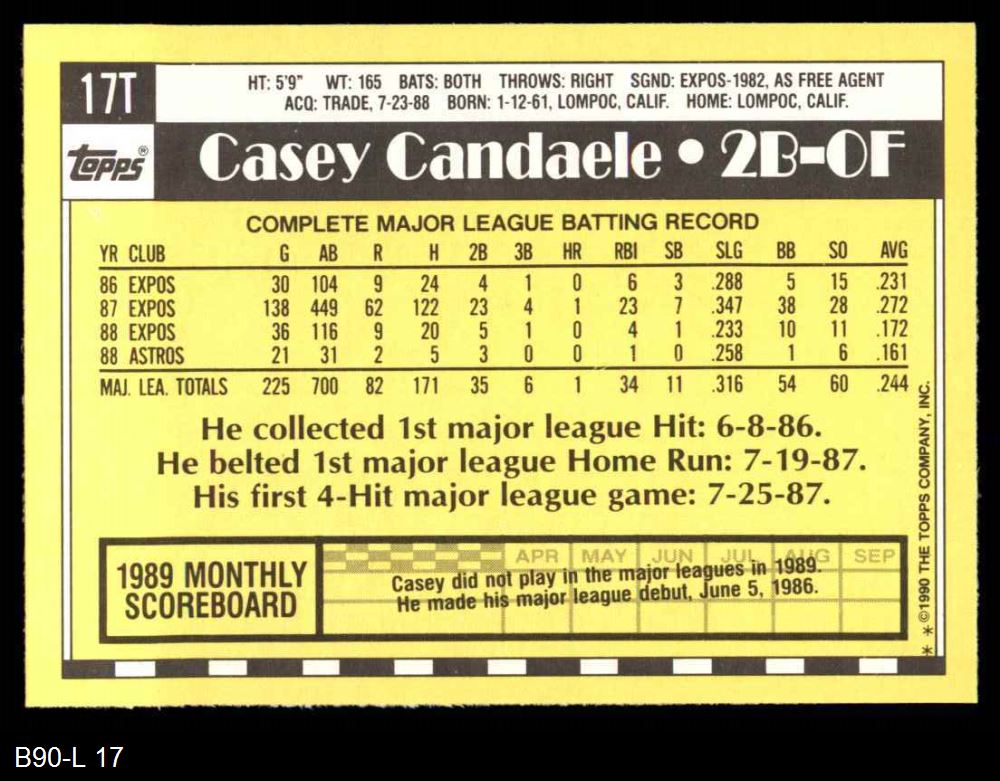 17T
HT: 5'9" WT: 165 BATS: BOTH THROWS: RIGHT SGND: EXPOS-1982, AS FREE AGENT
ACQ: TRADE, 7-23-88 BORN: 1-12-61, LOMPOC, CALIF. HOME: LOMPOC, CALIF.
Topps®
Casey Candaele • 2B-OF
COMPLETE MAJOR LEAGUE BATTING RECORD
YR CLUB G AB R H 2B 3B HR RBI SB SLG BB SO AVG
86 EXPOS 30 104 9 24 4 1 0 6 3 .288 5 15 .231
87 EXPOS 138 449 62 122 23 4 1 23 7 .347 38 28 .272
88 EXPOS 36 116 9 20 5 1 0 4 1 .233 10 11 .172
88 ASTROS 21 31 2 5 3 0 0 1 0 .258 1 6 .161
MAJ. LEA. TOTALS 225 700 82 171 35 6 1 34 11 .316 54 60 .244
He collected 1st major league Hit: 6-8-86.
He belted 1st major league Home Run: 7-19-87.
His first 4-Hit major league game: 7-25-87.
1989 MONTHLY
SCOREBOARD
APR MAY JUN JUL AUG SEP
Casey did not play in the major leagues in 1989.
He made his major league debut, June 5, 1986.
* * ©1990 THE TOPPS COMPANY, INC.
B90-L 17